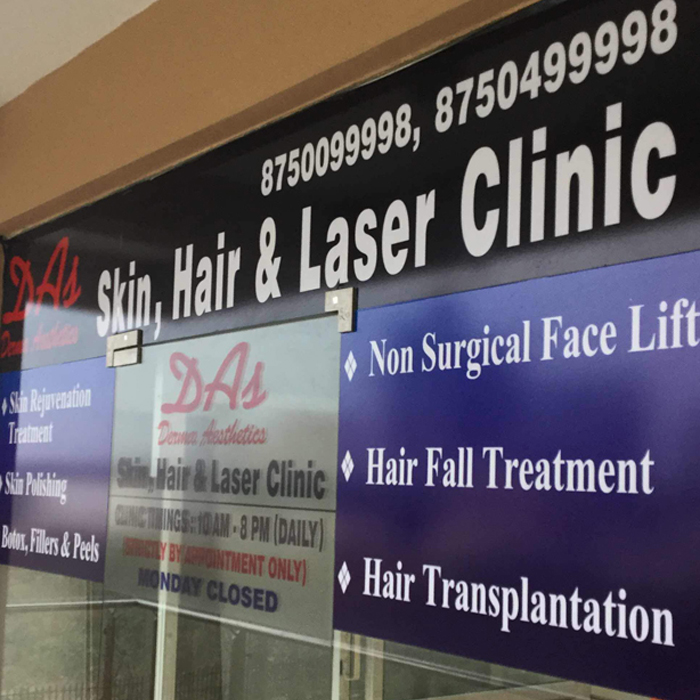 8750099998, 8750499998
DAs
Derma Aesthetics
Skin, Hair & Laser Clinic
Skin Rejuvenation
Treatment
Skin Polishing
Botox, Fillers & Peels
DAs
Derma Aesthetics
Skin, Hair & Laser Clinic
CLINIC TIMINGS : 10 AM - 8 PM (DAILY)
(STRICTLY BY APPOINTMENT ONLY)
MONDAY CLOSED
Non Surgical Face Lift
Hair Fall Treatment
Hair Transplantation